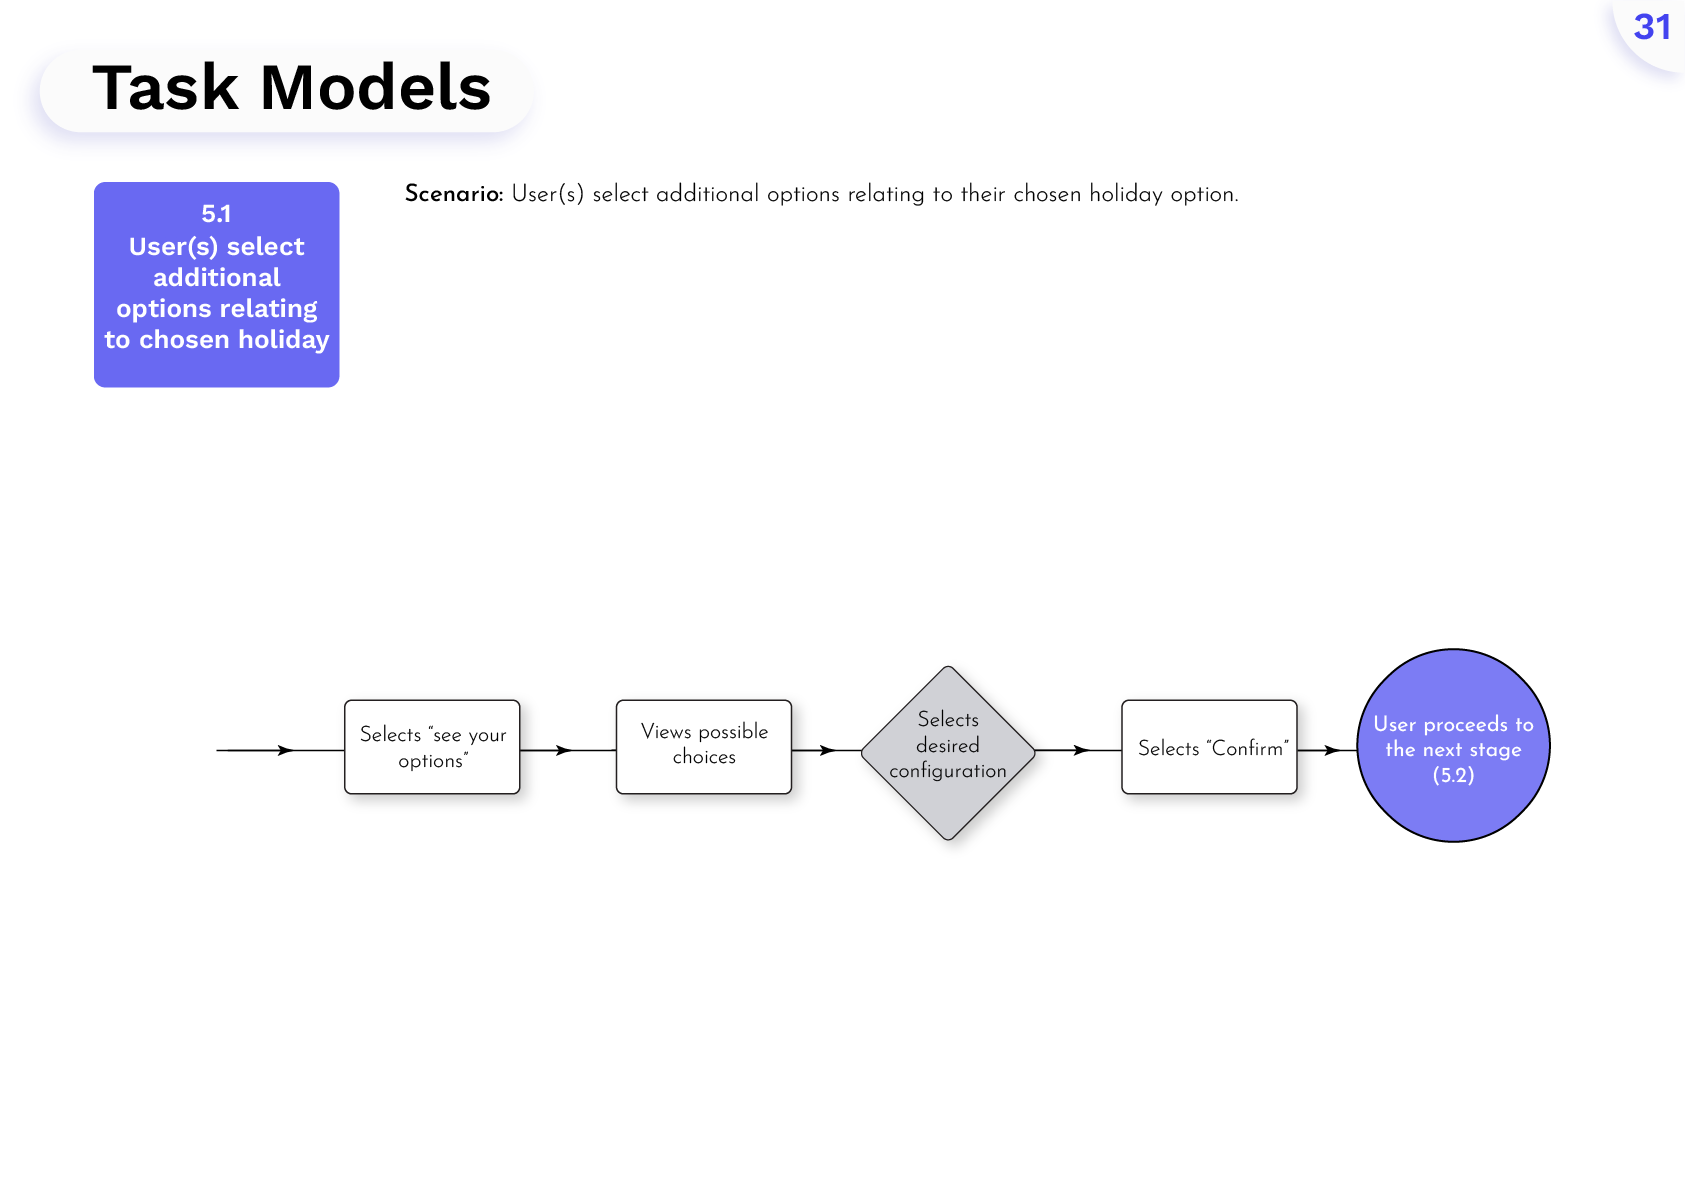 31
Task Models
5.1
User(s) select
additional
options relating
to chosen holiday
Scenario: User(s) select additional options relating to their chosen holiday option.
Selects “see your
options”
Views possible
choices
Selects
desired
configuration
Selects “Confirm”
User proceeds to
the next stage
(5.2)